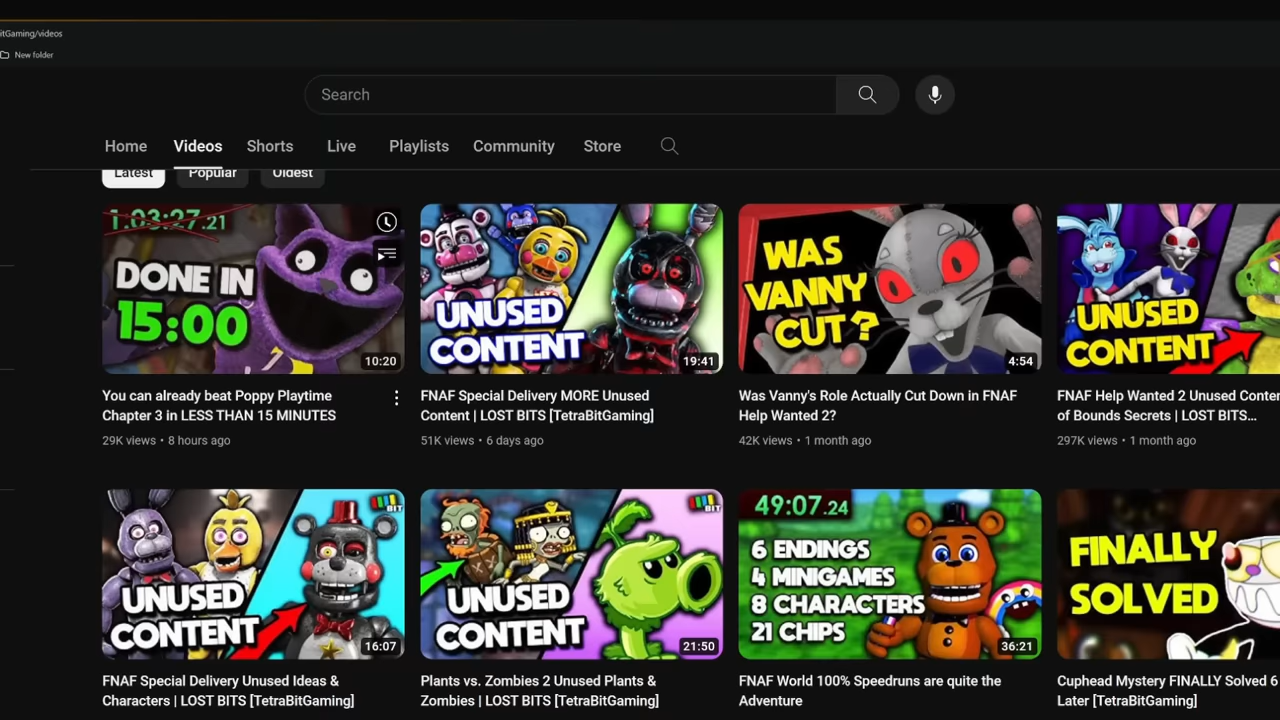 itGaming/videos
New folder
Search
Home Videos Shorts Live Playlists Community Store
Latest Popular Oldest
1:03:27.21
DONE IN
15:00
10:20
UNUSED
CONTENT
19:41
WAS
VANNY
CUT?
4:54
UNUSED
CONTENT
You can already beat Poppy Playtime
Chapter 3 in LESS THAN 15 MINUTES
29K views • 8 hours ago
FNAF Special Delivery MORE Unused
Content | LOST BITS [TetraBitGaming]
51K views • 6 days ago
Was Vanny's Role Actually Cut Down in FNAF
Help Wanted 2?
42K views • 1 month ago
FNAF Help Wanted 2 Unused Conten
of Bounds Secrets | LOST BITS…
297K views • 1 month ago
BIT
UNUSED
CONTENT
16:07
BIT
UNUSED
CONTENT
21:50
49:07.24
6 ENDINGS
4 MINIGAMES
8 CHARACTERS
21 CHIPS
36:21
FINALLY
SOLVED
FNAF Special Delivery Unused Ideas &
Characters | LOST BITS [TetraBitGaming]
Plants vs. Zombies 2 Unused Plants &
Zombies | LOST BITS [TetraBitGaming]
FNAF World 100% Speedruns are quite the
Adventure
Cuphead Mystery FINALLY Solved 6
Later [TetraBitGaming]